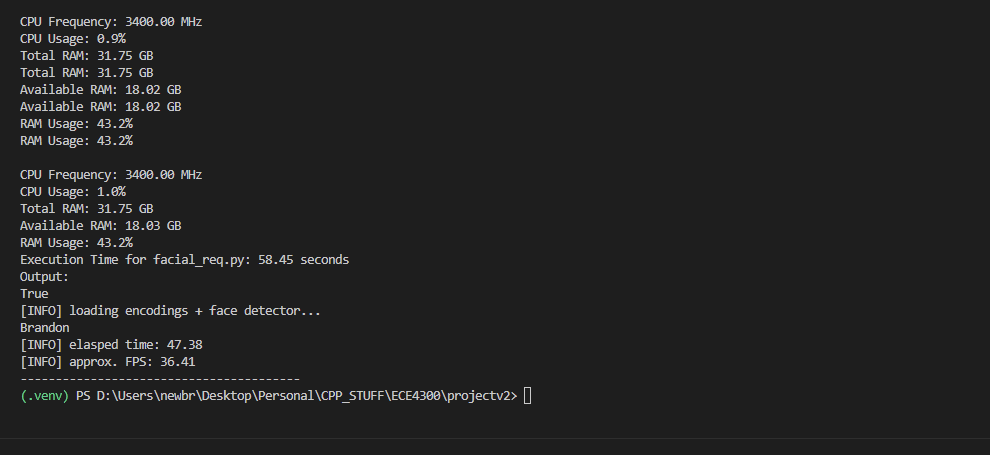 CPU Frequency: 3400.00 MHz
CPU Usage: 0.9%
Total RAM: 31.75 GB
Total RAM: 31.75 GB
Available RAM: 18.02 GB
Available RAM: 18.02 GB
RAM Usage: 43.2%
RAM Usage: 43.2%

CPU Frequency: 3400.00 MHz
CPU Usage: 1.0%
Total RAM: 31.75 GB
Available RAM: 18.03 GB
RAM Usage: 43.2%
Execution Time for facial_req.py: 58.45 seconds
Output:
True
[INFO] loading encodings + face detector...
Brandon
[INFO] elasped time: 47.38
[INFO] approx. FPS: 36.41
----------------------------------------
(.venv) PS D:\Users\newbr\Desktop\Personal\CPP_STUFF\ECE4300\projectv2>